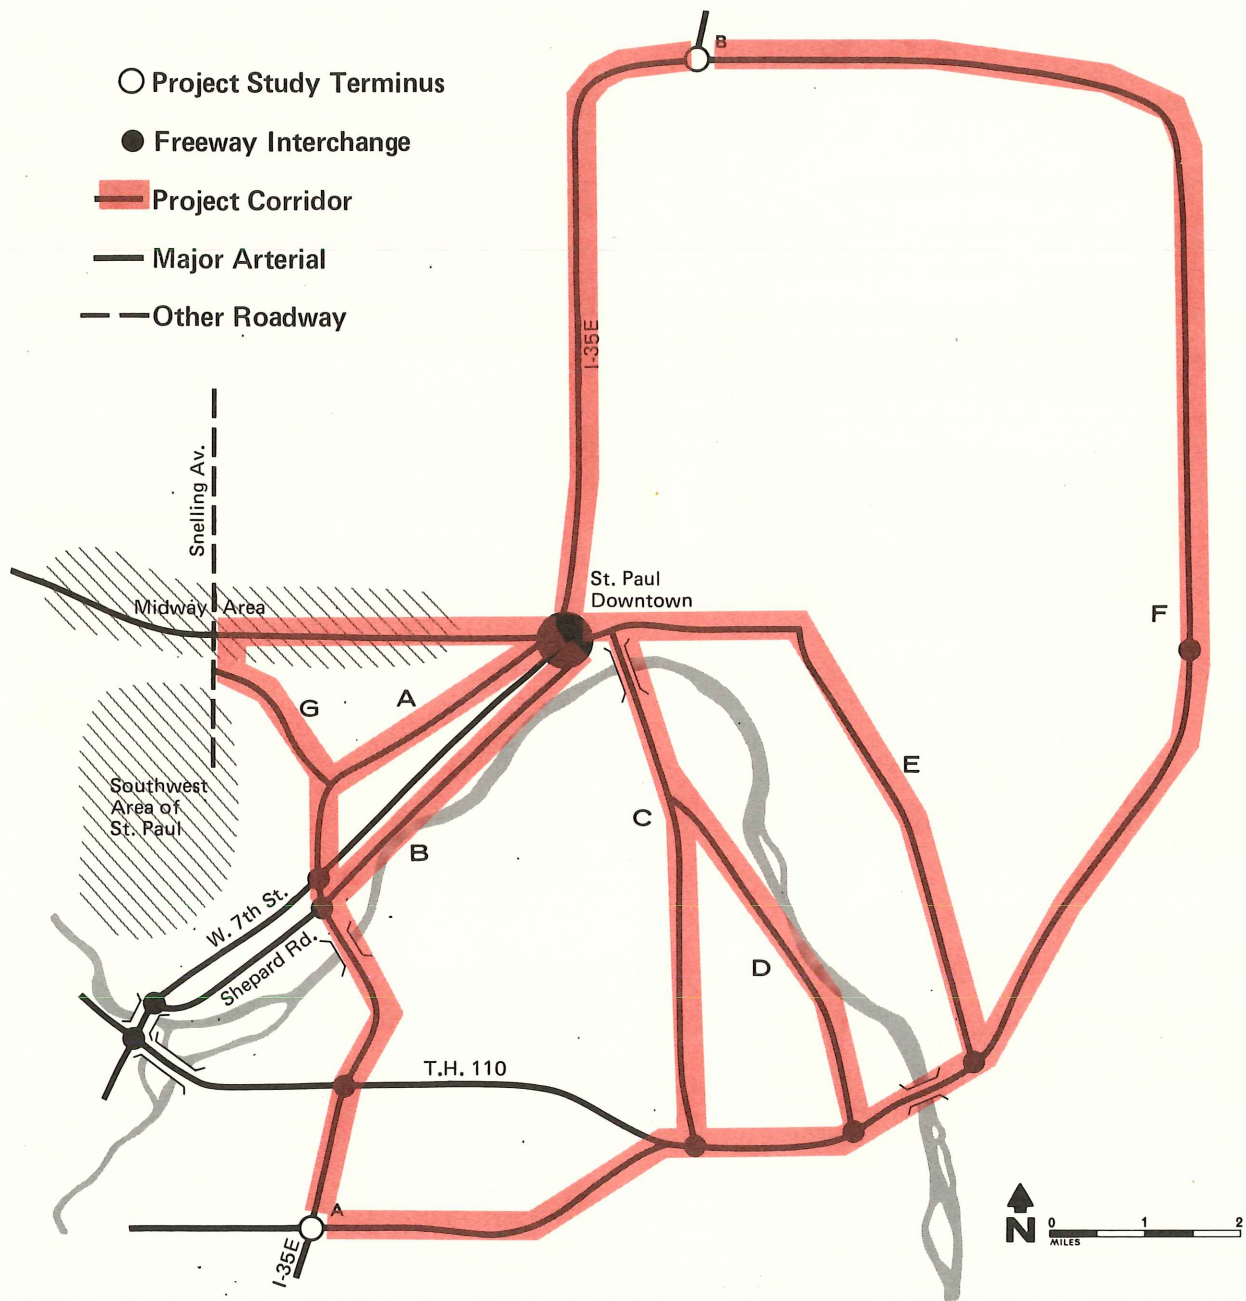 B
Project Study Terminus
Freeway Interchange
Project Corridor
Major Arterial
Other Roadway
I-35E
Snelling Av.
Midway Area
St. Paul
Downtown
F
G
A
E
Southwest
Area of
St. Paul
C
B
W. 7th St.
Shepard Rd.
D
T.H. 110
A
I-35E
N
0 1 2
MILES